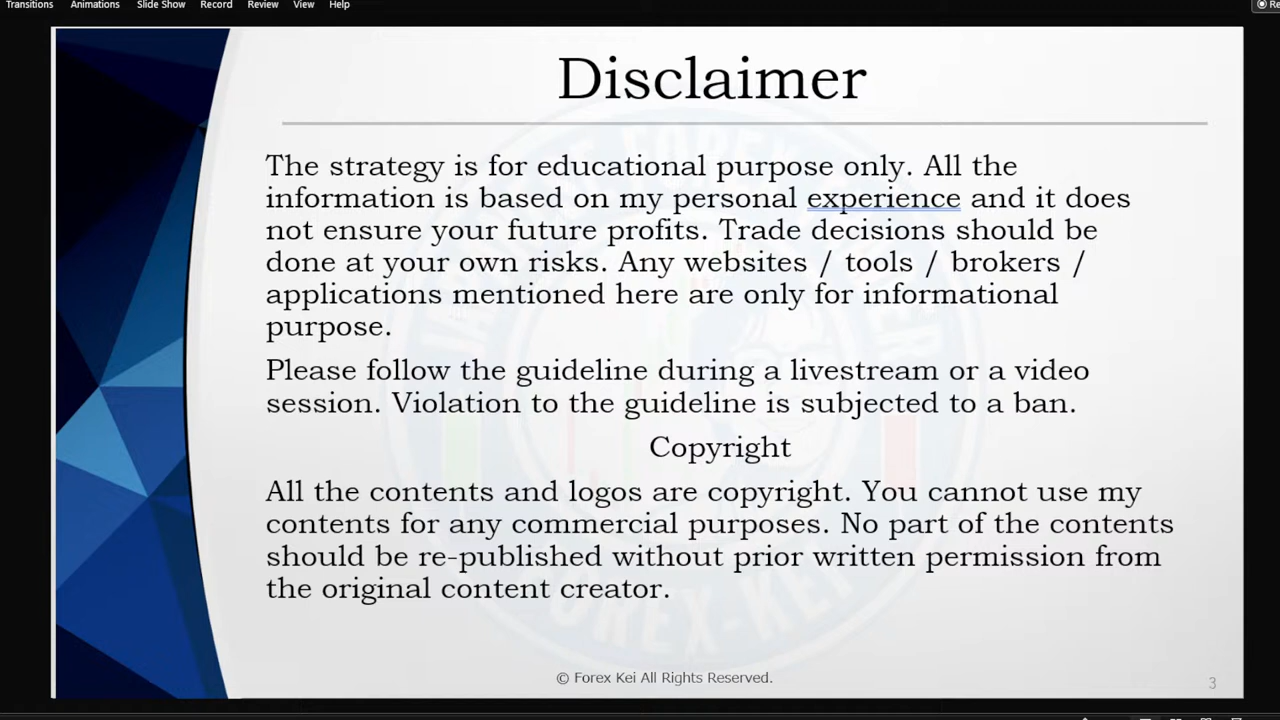 Transitions Animations Slide Show Record Review View Help
Disclaimer
The strategy is for educational purpose only. All the
information is based on my personal experience and it does
not ensure your future profits. Trade decisions should be
done at your own risks. Any websites / tools / brokers /
applications mentioned here are only for informational
purpose.
Please follow the guideline during a livestream or a video
session. Violation to the guideline is subjected to a ban.
Copyright
All the contents and logos are copyright. You cannot use my
contents for any commercial purposes. No part of the contents
should be re-published without prior written permission from
the original content creator.
© Forex Kei All Rights Reserved.
3